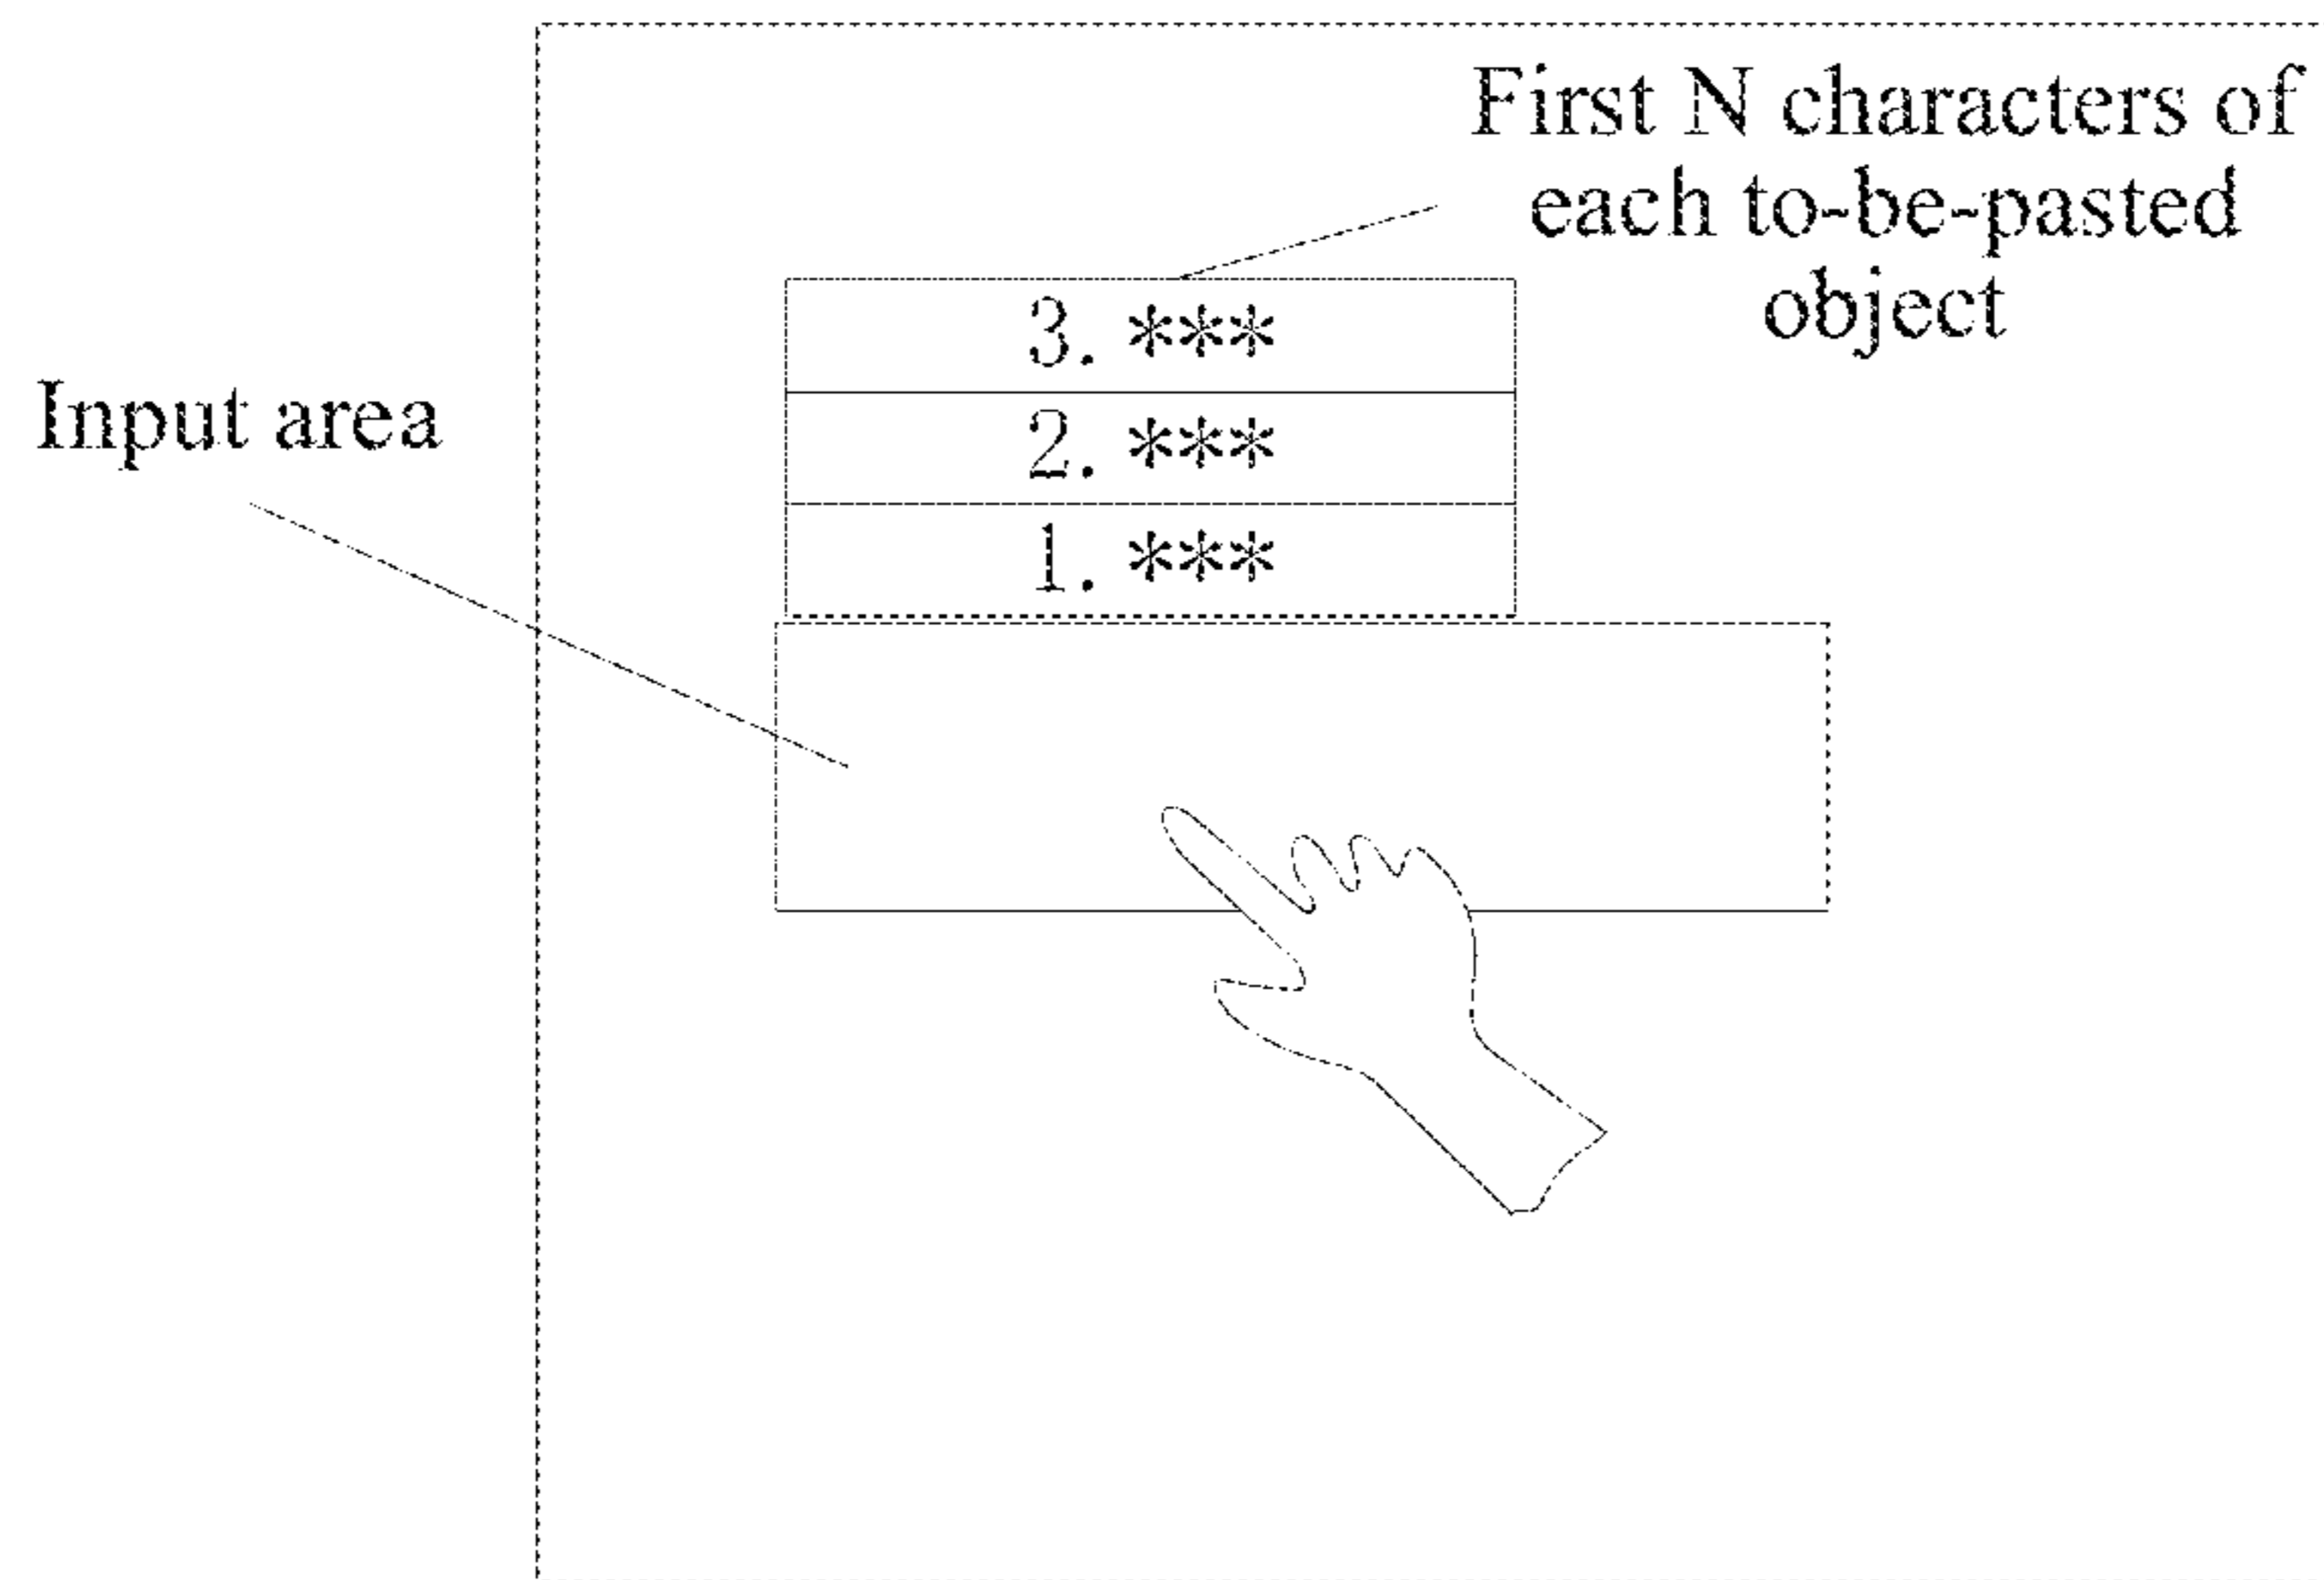 First N characters of
each to-be-pasted
object
3. ***
2. ***
1. ***
Input area